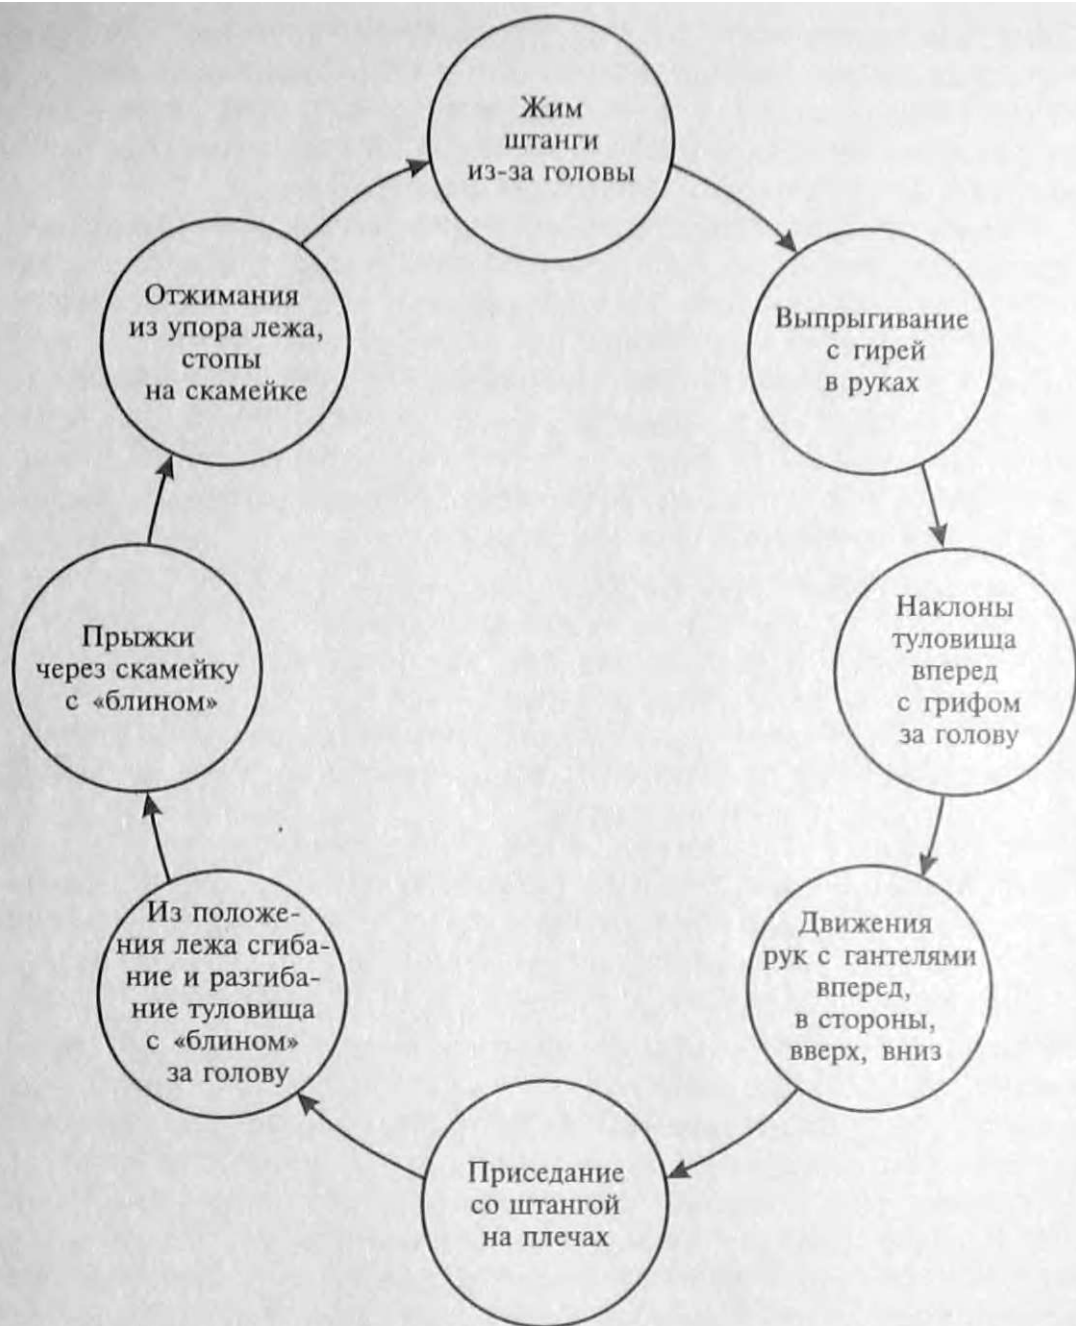 Жим
штанги
из-за головы
Выпрыгивание
с гирей
в руках
Наклоны
туловища
вперед
с грифом
за голову
Движения
рук с гантелями
вперед,
в стороны,
вверх, вниз
Приседание
со штангой
на плечах
Из положе-
ния лежа сгиба-
ние и разгиба-
ние туловища
с «блином»
за голову
Прыжки
через скамейку
с «блином»
Отжимания
из упора лежа,
стопы
на скамейке